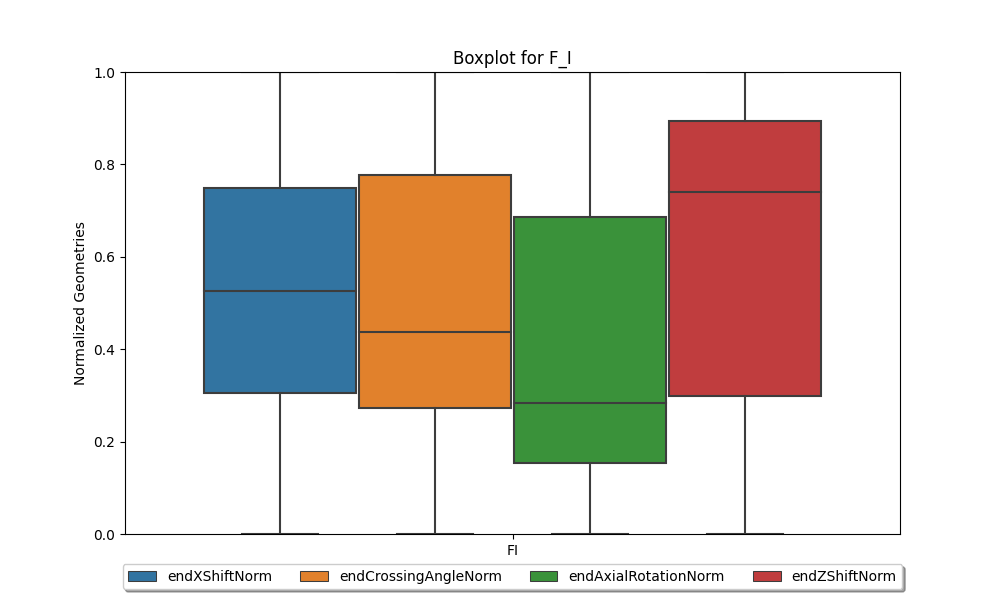 Boxplot for F_I
1.0
0.8
0.6
0.4
0.2
0.0
Normalized Geometries
FI
endXShiftNorm endCrossingAngleNorm endAxialRotationNorm endZShiftNorm